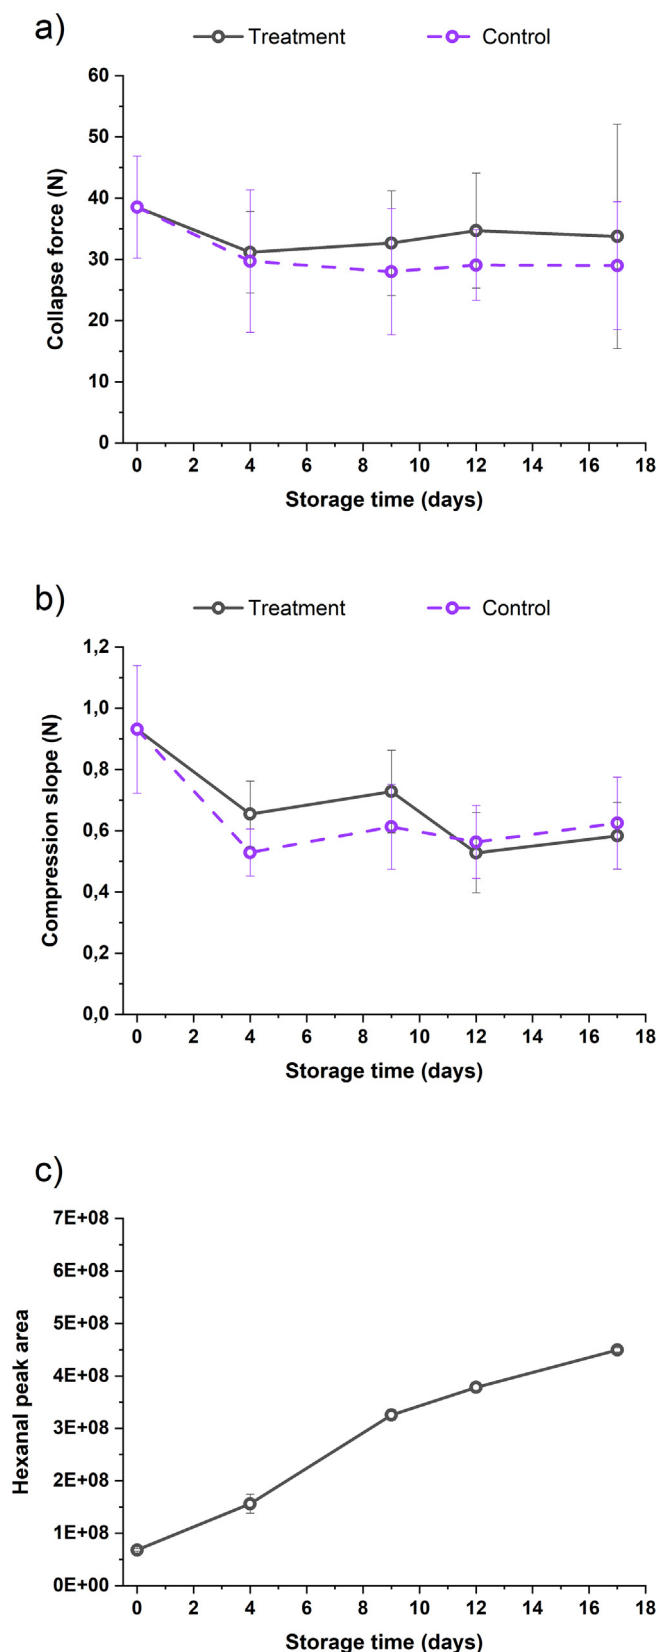 a)
Treatment Control
60
50
40
30
20
10
0
Collapse force (N)
0 2 4 6 8 10 12 14 16 18
Storage time (days)
b)
Treatment Control
1,2
1,0
0,8
0,6
0,4
0,2
0,0
Compression slope (N)
0 2 4 6 8 10 12 14 16 18
Storage time (days)
c)
7E+08
6E+08
5E+08
4E+08
3E+08
2E+08
1E+08
0E+00
Hexanal peak area
0 2 4 6 8 10 12 14 16 18
Storage time (days)